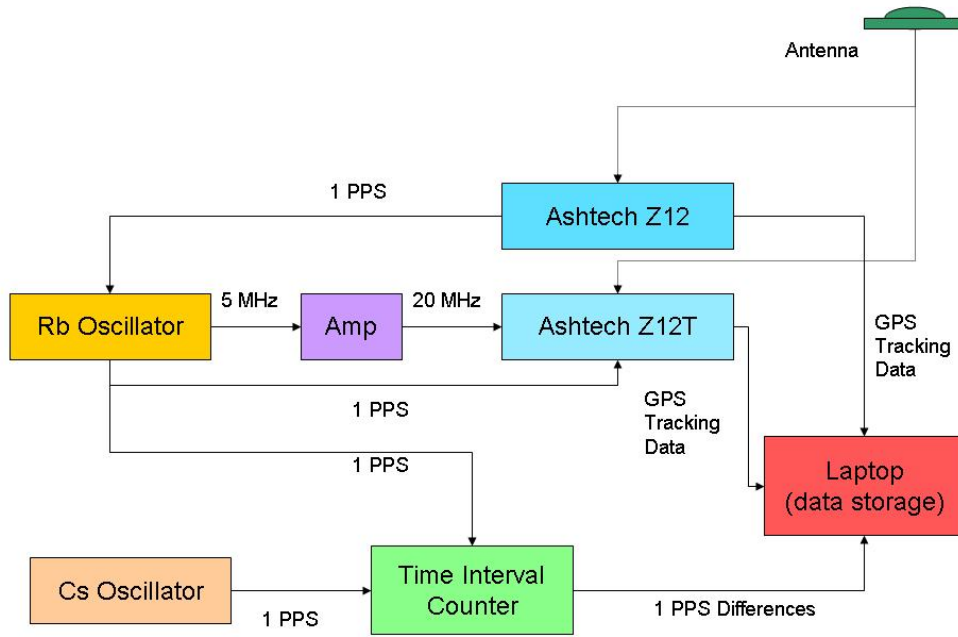 Antenna
1 PPS
Ashtech Z12
Rb Oscillator
5 MHz
Amp
20 MHz
Ashtech Z12T
GPS
Tracking
Data
1 PPS
GPS
Tracking
Data
1 PPS
Laptop
(data storage)
Cs Oscillator
1 PPS
Time Interval
Counter
1 PPS Differences